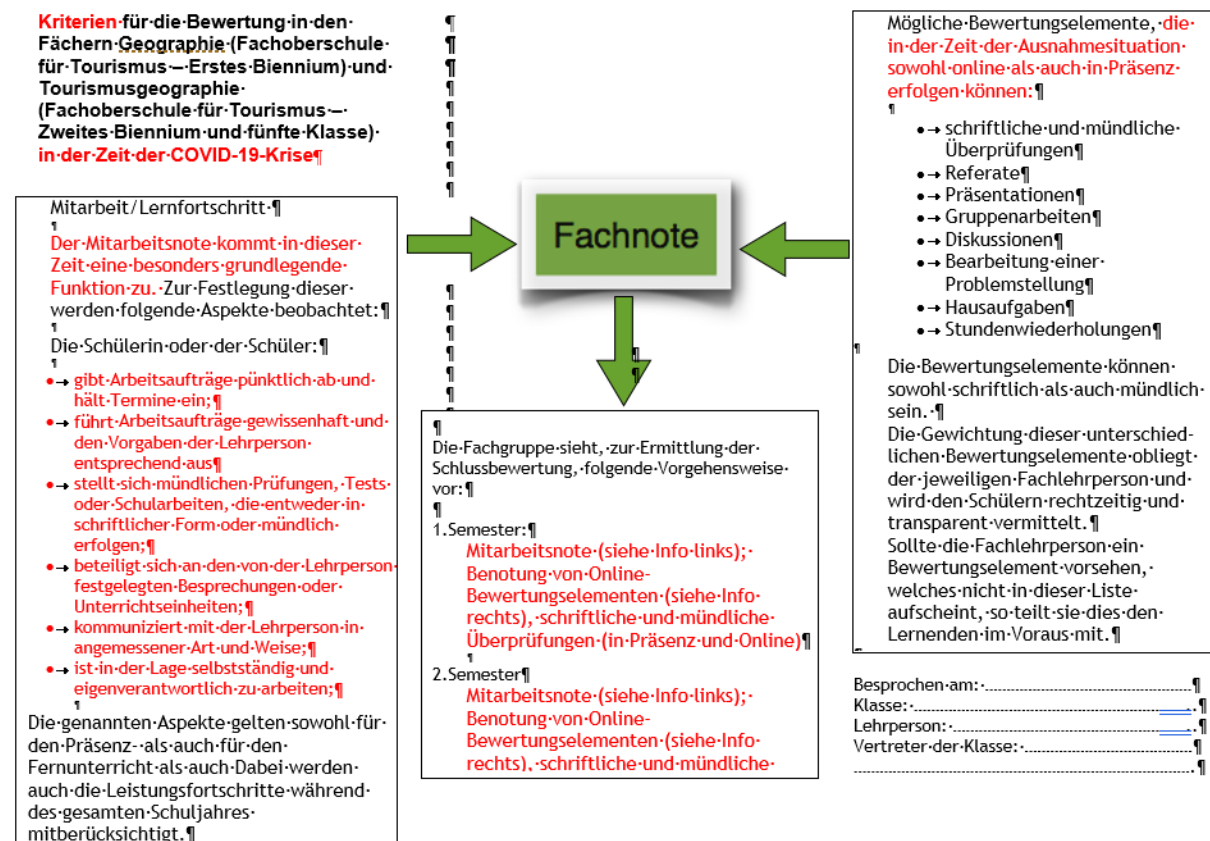 Kriterien für die Bewertung in den
Fächern Geographie (Fachoberschule
für Tourismus – Erstes Biennium) und
Tourismusgeographie
(Fachoberschule für Tourismus –
Zweites Biennium und fünfte Klasse)
in der Zeit der COVID-19-Krise
Mitarbeit/Lernfortschritt
Der Mitarbeitsnote kommt in dieser
Zeit eine besonders grundlegende
Funktion zu. Zur Festlegung dieser
werden folgende Aspekte beobachtet:
Die Schülerin oder der Schüler:
• gibt Arbeitsaufträge pünktlich ab und
hält Termine ein;
• führt Arbeitsaufträge gewissenhaft und
den Vorgaben der Lehrperson
entsprechend aus
• stellt sich mündlichen Prüfungen, Tests
oder Schularbeiten, die entweder in
schriftlicher Form oder mündlich
erfolgen;
• beteiligt sich an den von der Lehrperson
festgelegten Besprechungen oder
Unterrichtseinheiten;
• kommuniziert mit der Lehrperson in
angemessener Art und Weise;
• ist in der Lage selbstständig und
eigenverantwortlich zu arbeiten;
Die genannten Aspekte gelten sowohl für
den Präsenz- als auch für den
Fernunterricht als auch Dabei werden
auch die Leistungsfortschritte während
des gesamten Schuljahres
mitberücksichtigt.
Fachnote
Die Fachgruppe sieht, zur Ermittlung der
Schlussbewertung, folgende Vorgehensweise
vor:
1.Semester:
Mitarbeitsnote (siehe Info links);
Benotung von Online-
Bewertungselementen (siehe Info
rechts), schriftliche und mündliche
Überprüfungen (in Präsenz und Online)
2.Semester
Mitarbeitsnote (siehe Info links);
Benotung von Online-
Bewertungselementen (siehe Info
rechts), schriftliche und mündliche
Mögliche Bewertungselemente, die
in der Zeit der Ausnahmesituation
sowohl online als auch in Präsenz
erfolgen können:
• schriftliche und mündliche
Überprüfungen
• Referate
• Präsentationen
• Gruppenarbeiten
• Diskussionen
• Bearbeitung einer
Problemstellung
• Hausaufgaben
• Stundenwiederholungen
Die Bewertungselemente können
sowohl schriftlich als auch mündlich
sein.
Die Gewichtung dieser unterschied-
lichen Bewertungselemente obliegt
der jeweiligen Fachlehrperson und
wird den Schülern rechtzeitig und
transparent vermittelt.
Sollte die Fachlehrperson ein
Bewertungselement vorsehen,
welches nicht in dieser Liste
aufscheint, so teilt sie dies den
Lernenden im Voraus mit.
Besprochen am:
Klasse:
Lehrperson:
Vertreter der Klasse: